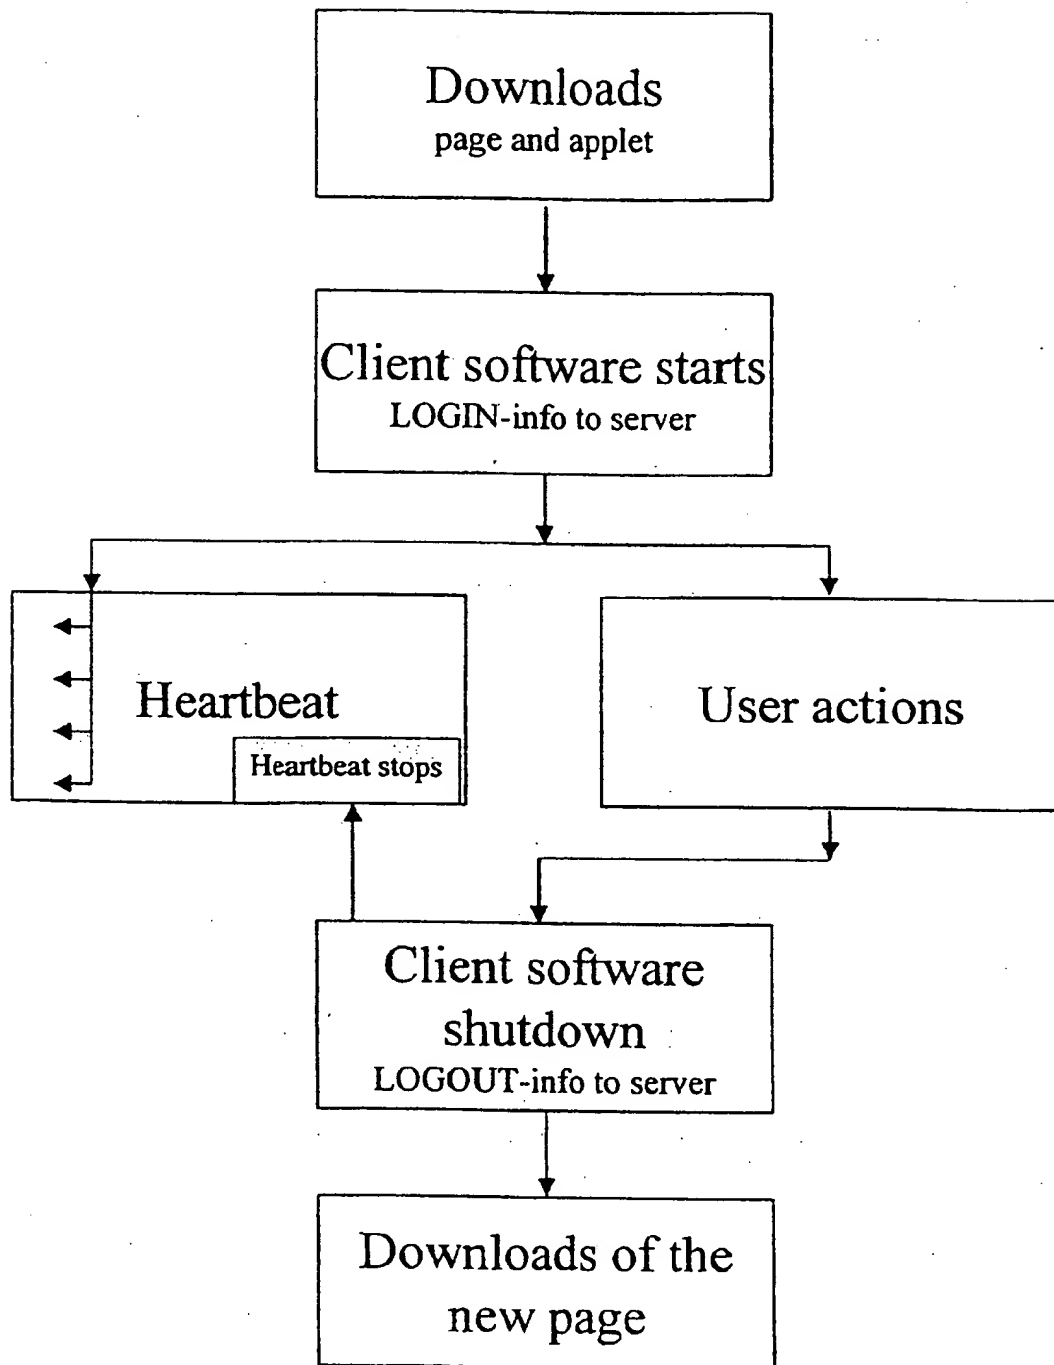 Downloads
page and applet
Client software starts
LOGIN-info to server
Heartbeat
Heartbeat stops
User actions
Client software
shutdown
LOGOUT-info to server
Downloads of the
new page